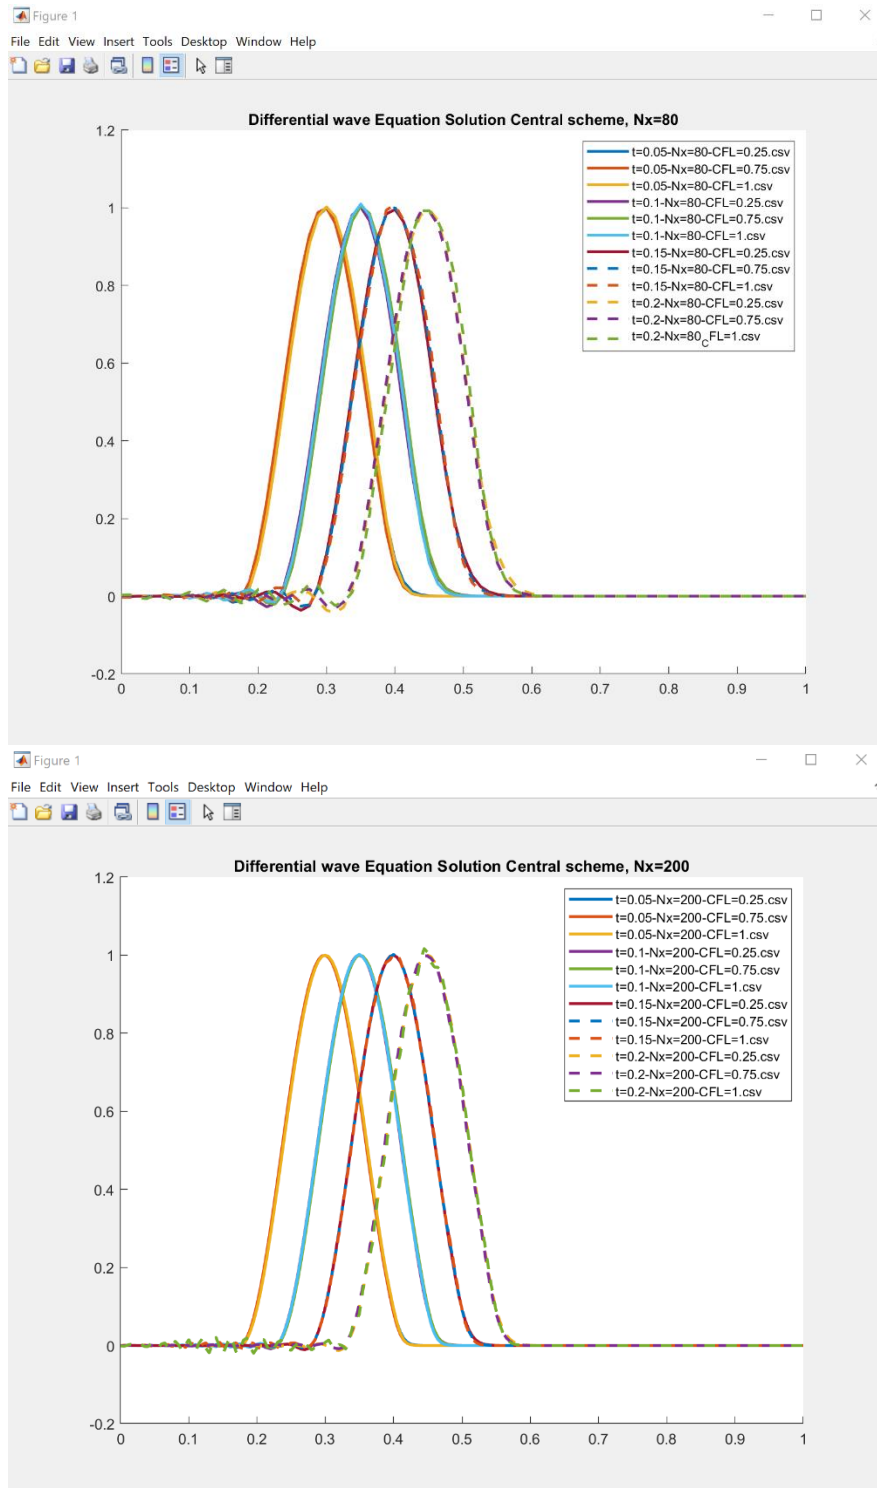 Figure 1
File Edit View Insert Tools Desktop Window Help
Differential wave Equation Solution Central scheme, Nx=80
1.2
1
0.8
0.6
0.4
0.2
0
-0.2
0 0.1 0.2 0.3 0.4 0.5 0.6 0.7 0.8 0.9 1
t=0.05-Nx=80-CFL=0.25.csv
t=0.05-Nx=80-CFL=0.75.csv
t=0.05-Nx=80-CFL=1.csv
t=0.1-Nx=80-CFL=0.25.csv
t=0.1-Nx=80-CFL=0.75.csv
t=0.1-Nx=80-CFL=1.csv
t=0.15-Nx=80-CFL=0.25.csv
t=0.15-Nx=80-CFL=0.75.csv
t=0.15-Nx=80-CFL=1.csv
t=0.2-Nx=80-CFL=0.25.csv
t=0.2-Nx=80-CFL=0.75.csv
t=0.2-Nx=80CFL=1.csv
Figure 1
File Edit View Insert Tools Desktop Window Help
Differential wave Equation Solution Central scheme, Nx=200
1.2
1
0.8
0.6
0.4
0.2
0
-0.2
0 0.1 0.2 0.3 0.4 0.5 0.6 0.7 0.8 0.9 1
t=0.05-Nx=200-CFL=0.25.csv
t=0.05-Nx=200-CFL=0.75.csv
t=0.05-Nx=200-CFL=1.csv
t=0.1-Nx=200-CFL=0.25.csv
t=0.1-Nx=200-CFL=0.75.csv
t=0.1-Nx=200-CFL=1.csv
t=0.15-Nx=200-CFL=0.25.csv
t=0.15-Nx=200-CFL=0.75.csv
t=0.15-Nx=200-CFL=1.csv
t=0.2-Nx=200-CFL=0.25.csv
t=0.2-Nx=200-CFL=0.75.csv
t=0.2-Nx=200-CFL=1.csv